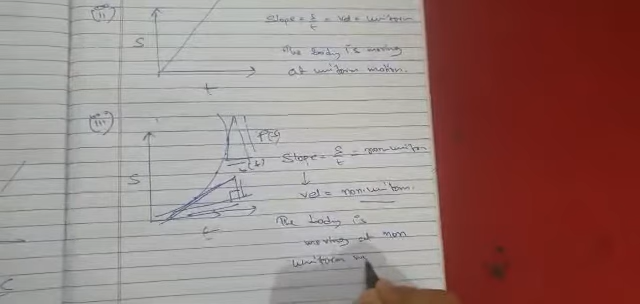 (ii)
Slope = s/t = vel = uniform
S
The body is moving
at uniform motion.
t
(iii)
P(s)
(t)
Slope = s/t = non-uniform
S
↓
vel = non-uniform.
The body is
t
moving at non
uniform